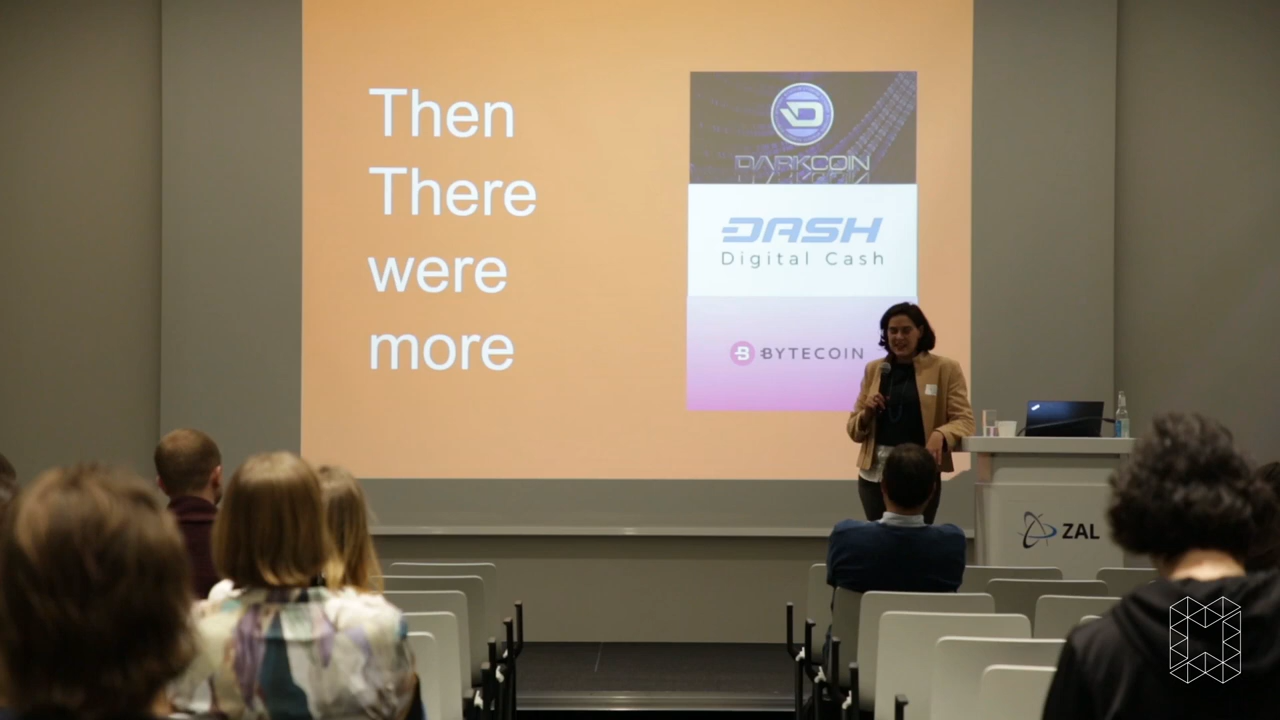 Then
There
were
more
DARKCOIN
DASH
Digital Cash
BYTECOIN
ZAL